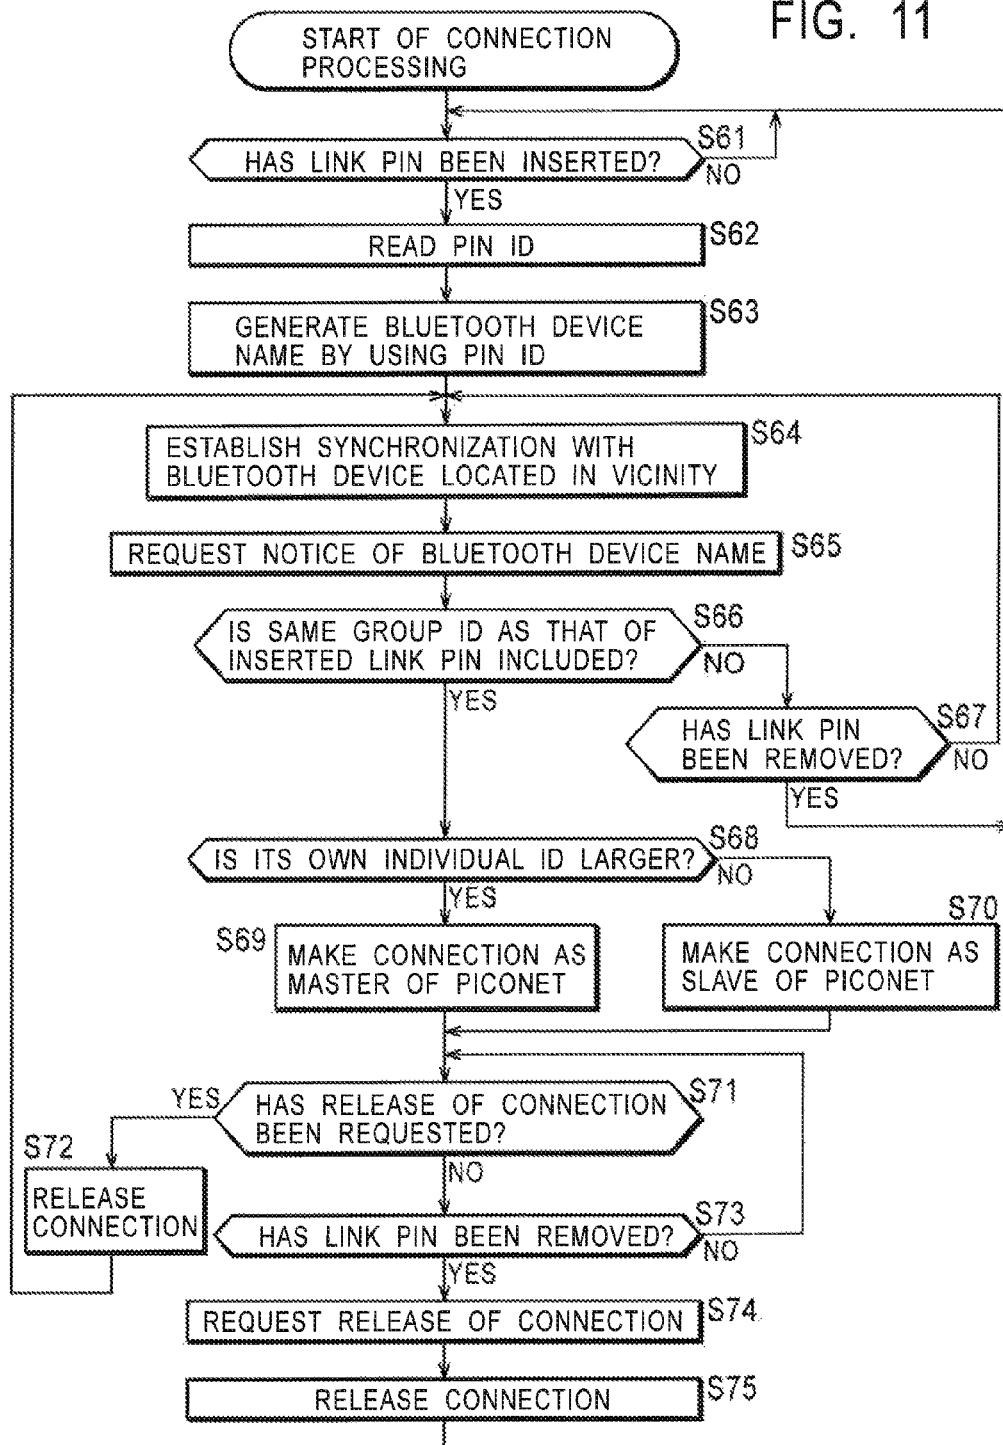 FIG. 11
START OF CONNECTION
PROCESSING
S61
HAS LINK PIN BEEN INSERTED?
NO
YES
S62
READ PIN ID
S63
GENERATE BLUETOOTH DEVICE
NAME BY USING PIN ID
S64
ESTABLISH SYNCHRONIZATION WITH
BLUETOOTH DEVICE LOCATED IN VICINITY
REQUEST NOTICE OF BLUETOOTH DEVICE NAME
S65
S66
IS SAME GROUP ID AS THAT OF
INSERTED LINK PIN INCLUDED?
NO
YES
S67
HAS LINK PIN
BEEN REMOVED?
NO
YES
S68
IS ITS OWN INDIVIDUAL ID LARGER?
NO
YES
S69
MAKE CONNECTION AS
MASTER OF PICONET
S70
MAKE CONNECTION AS
SLAVE OF PICONET
S71
YES
HAS RELEASE OF CONNECTION
BEEN REQUESTED?
NO
S72
RELEASE
CONNECTION
S73
HAS LINK PIN BEEN REMOVED?
NO
YES
S74
REQUEST RELEASE OF CONNECTION
S75
RELEASE CONNECTION